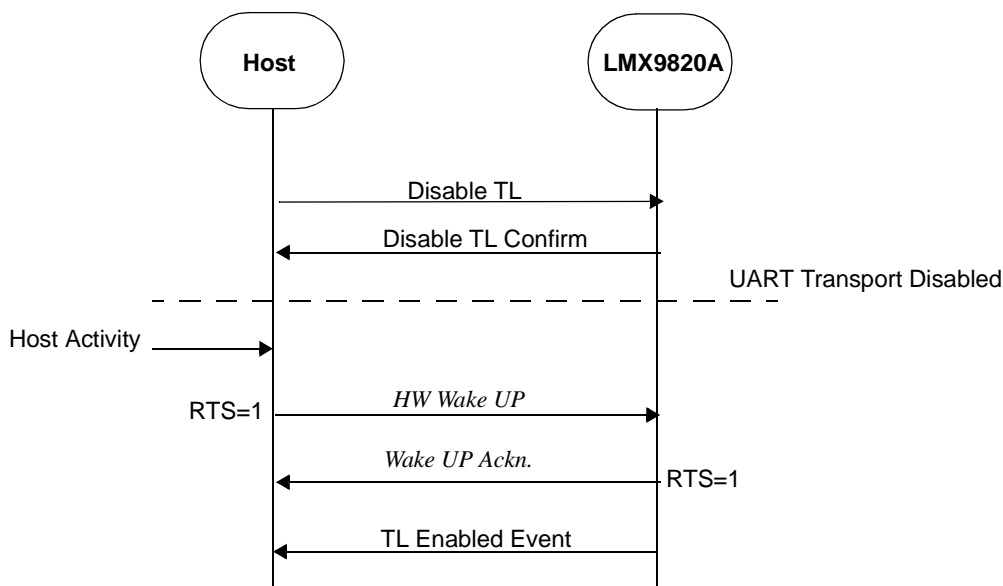 Host
LMX9820A
Disable TL
Disable TL Confirm
UART Transport Disabled
Host Activity
RTS=1
HW Wake UP
Wake UP Ackn.
RTS=1
TL Enabled Event